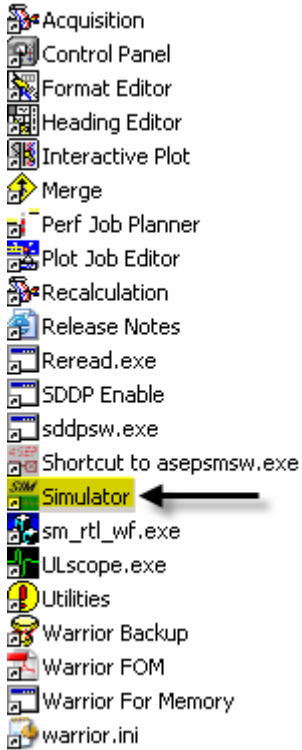 Acquisition
Control Panel
Format Editor
Heading Editor
Interactive Plot
Merge
Perf Job Planner
Plot Job Editor
Recalculation
Release Notes
Reread.exe
SDDP Enable
sddpsw.exe
Shortcut to asepsmsw.exe
Simulator
sm_rtl_wf.exe
ULscope.exe
Utilities
Warrior Backup
Warrior FOM
Warrior For Memory
warrior.ini